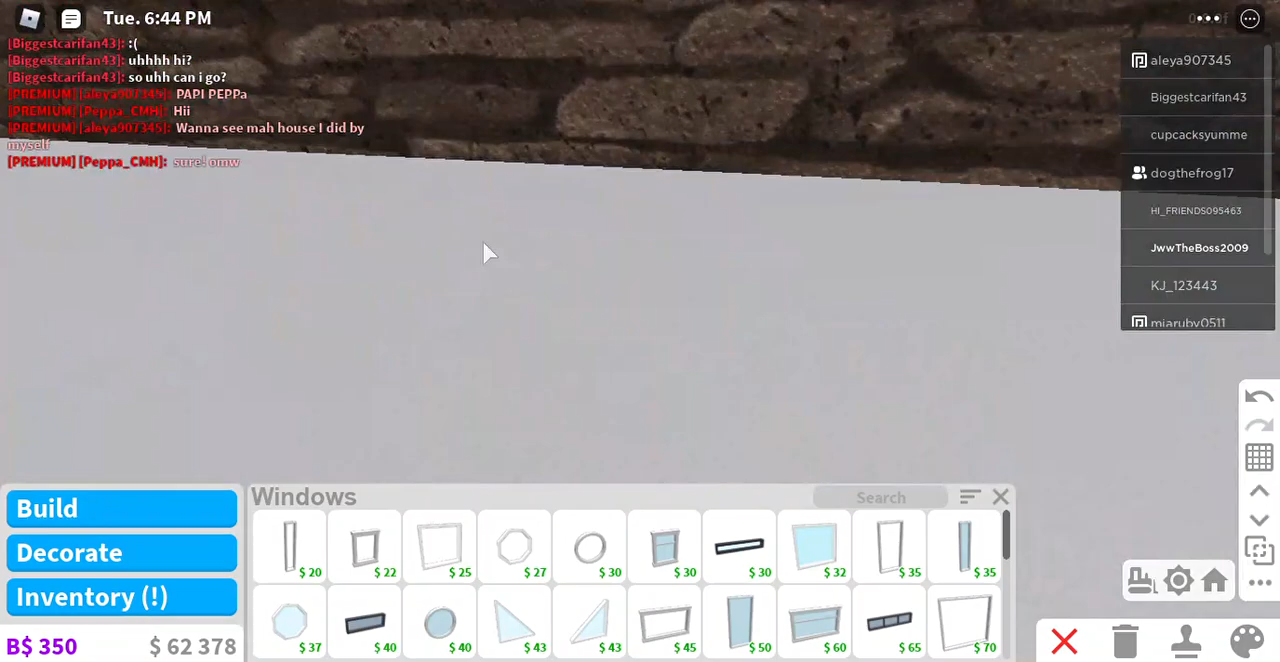 Tue. 6:44 PM
[Biggestcarifan43]: :(
[Biggestcarifan43]: uhhhh hi?
[Biggestcarifan43]: so uhh can i go?
[PREMIUM] [aleya907345]: PAPI PEPPa
[PREMIUM] [Peppa_CMH]: Hii
[PREMIUM] [aleya907345]: Wanna see mah house I did by
myself
[PREMIUM] [Peppa_CMH]: sure! omw
aleya907345
Biggestcarifan43
cupcacksyumme
dogthefrog17
HI_FRIENDS095463
JwwTheBoss2009
KJ_123443
miaruby0511
Build
Decorate
Inventory (!)
B$ 350 $ 62 378
Windows
Search
$ 20 $ 22 $ 25 $ 27 $ 30 $ 30 $ 30 $ 32 $ 35 $ 35
$ 37 $ 40 $ 40 $ 43 $ 43 $ 45 $ 50 $ 60 $ 65 $ 70